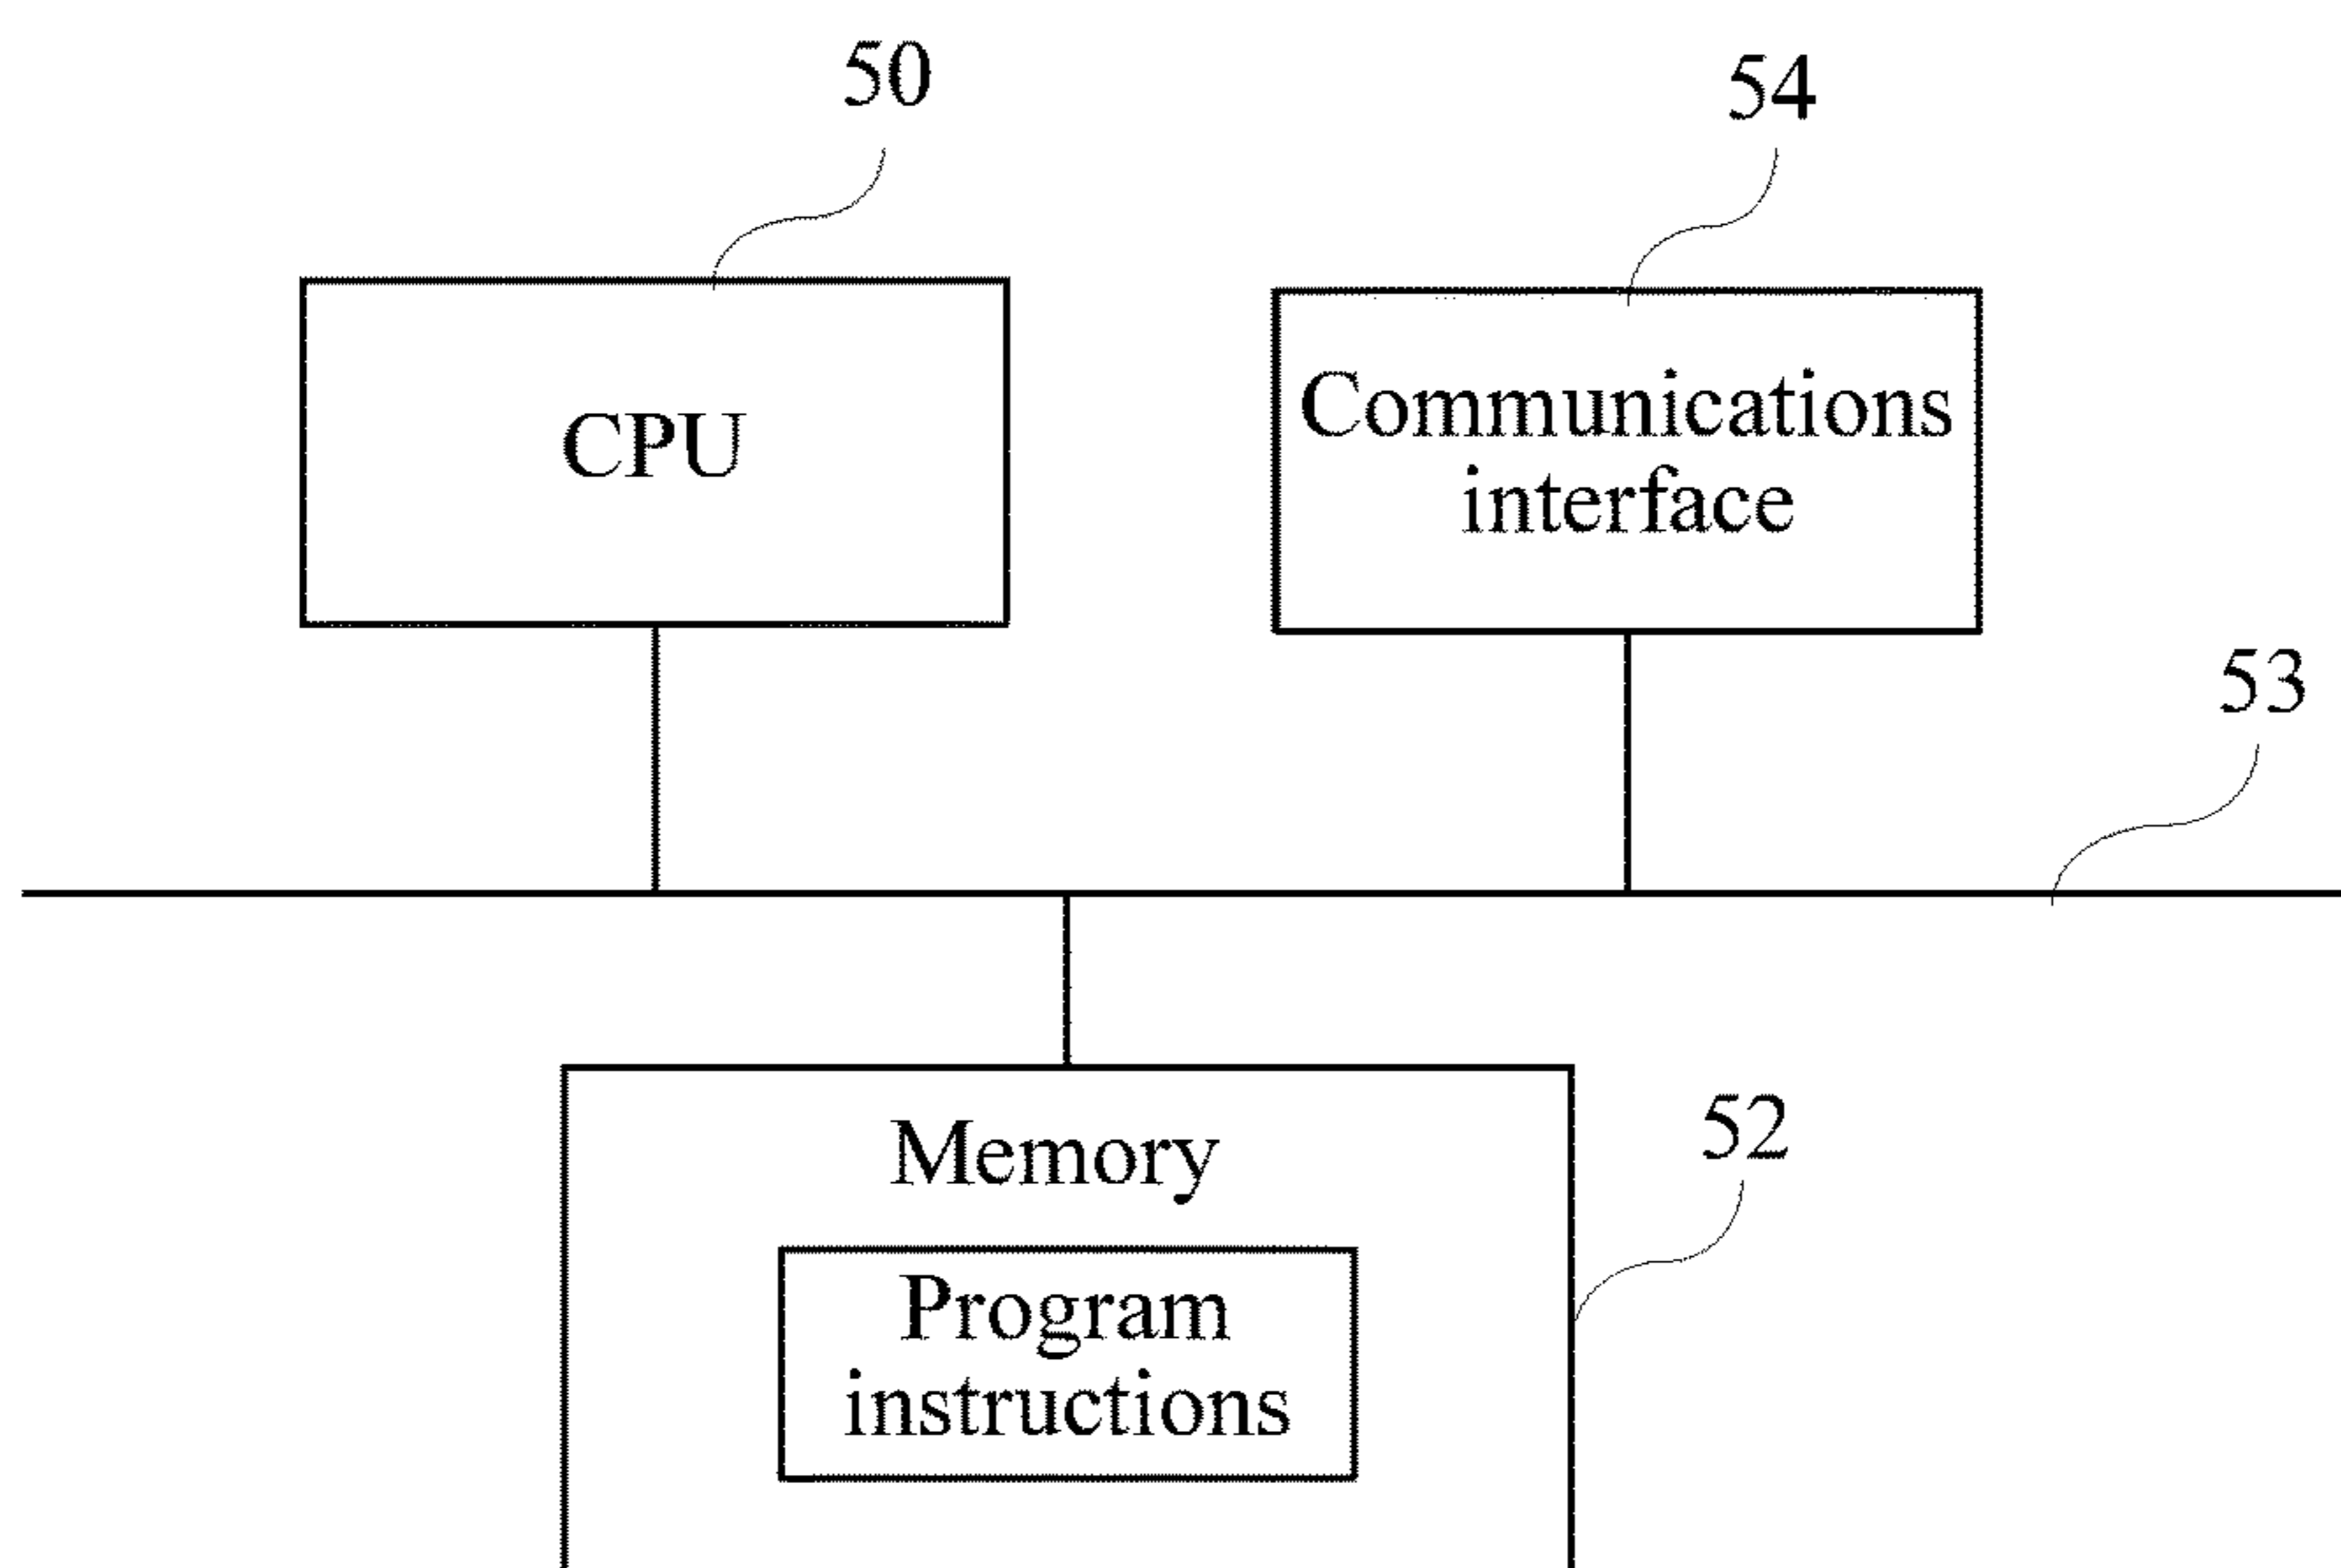 50
54
CPU
Communications
interface
53
Memory
52
Program
instructions